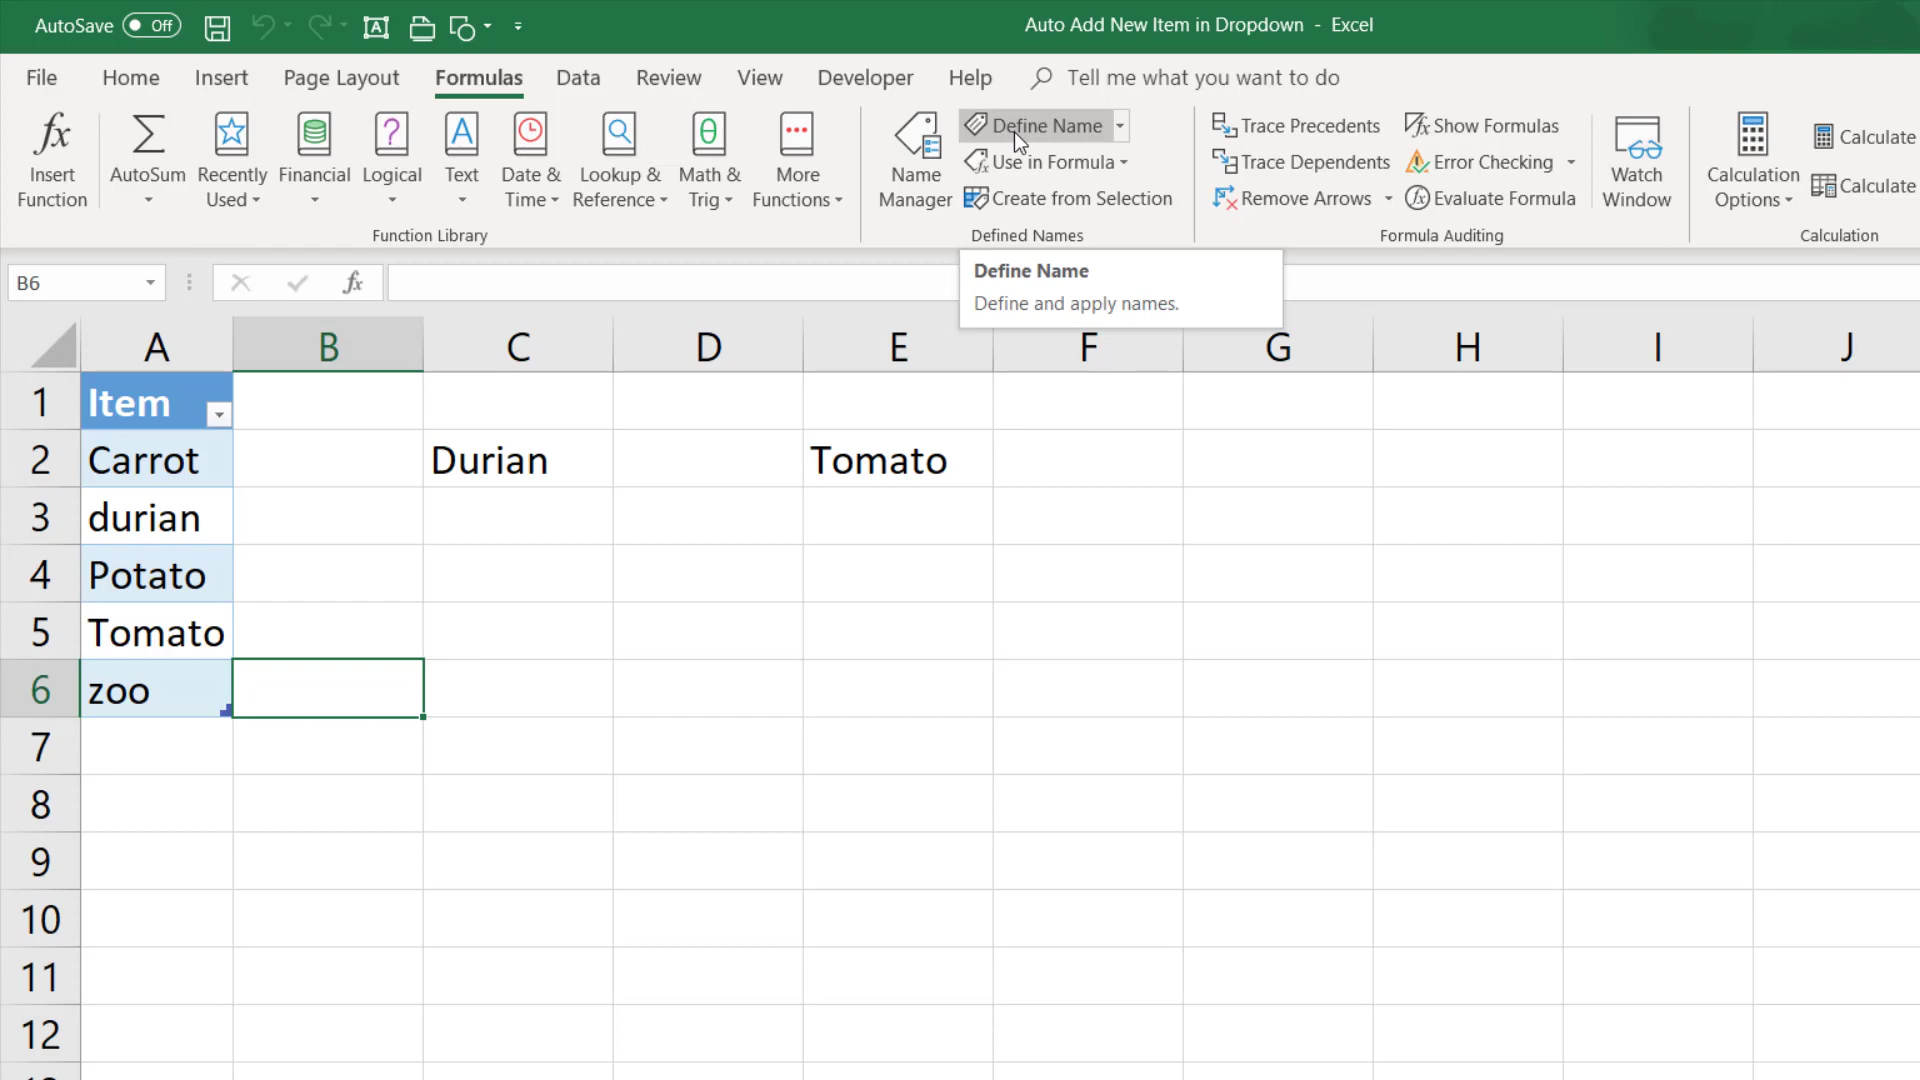 AutoSave Off
Auto Add New Item in Dropdown - Excel
File Home Insert Page Layout Formulas Data Review View Developer Help Tell me what you want to do
fx
Insert Function
AutoSum
Recently Used
Financial
Logical
Text
Date & Time
Lookup & Reference
Math & Trig
More Functions
Function Library
Name Manager
Define Name
Use in Formula
Create from Selection
Defined Names
Trace Precedents
Trace Dependents
Remove Arrows
Show Formulas
Error Checking
Evaluate Formula
Formula Auditing
Watch Window
Calculation Options
Calculate
Calculate
Calculation
B6
fx
Define Name
Define and apply names.
A B C D E F G H I J
1 Item
2 Carrot Durian Tomato
3 durian
4 Potato
5 Tomato
6 zoo
7
8
9
10
11
12